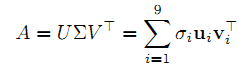 A = UΣV^⊤ = ∑_{i=1}^{9} σ_i u_i v_i^⊤